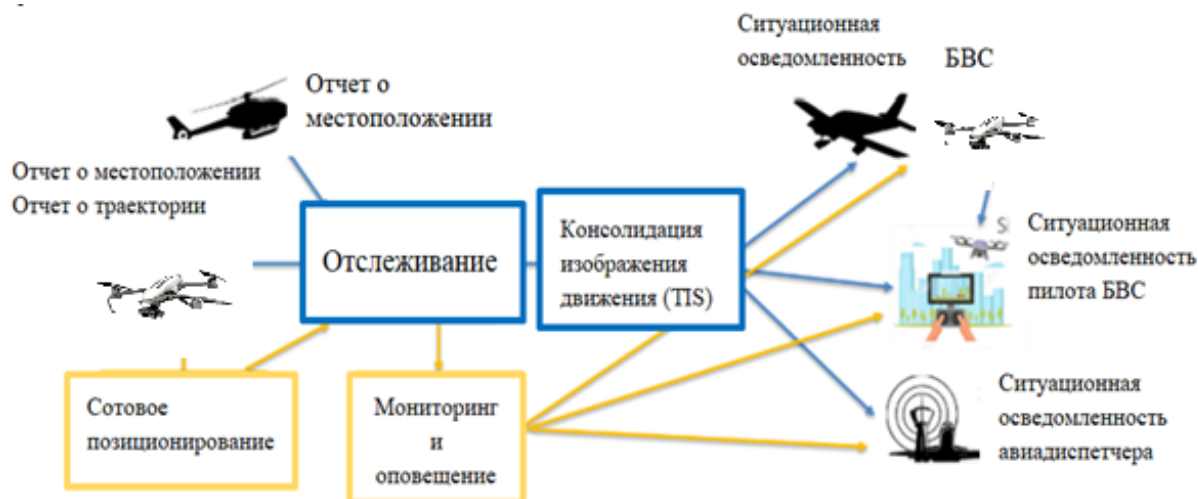 Отчет о
местоположении
Отчет о местоположении
Отчет о траектории
Отслеживание
Консолидация
изображения
движения (TIS)
Сотовое
позиционирование
Мониторинг
и
оповещение
Ситуационная
осведомленность
БВС
S
Ситуационная
осведомленность
пилота БВС
Ситуационная
осведомленность
авиадиспетчера